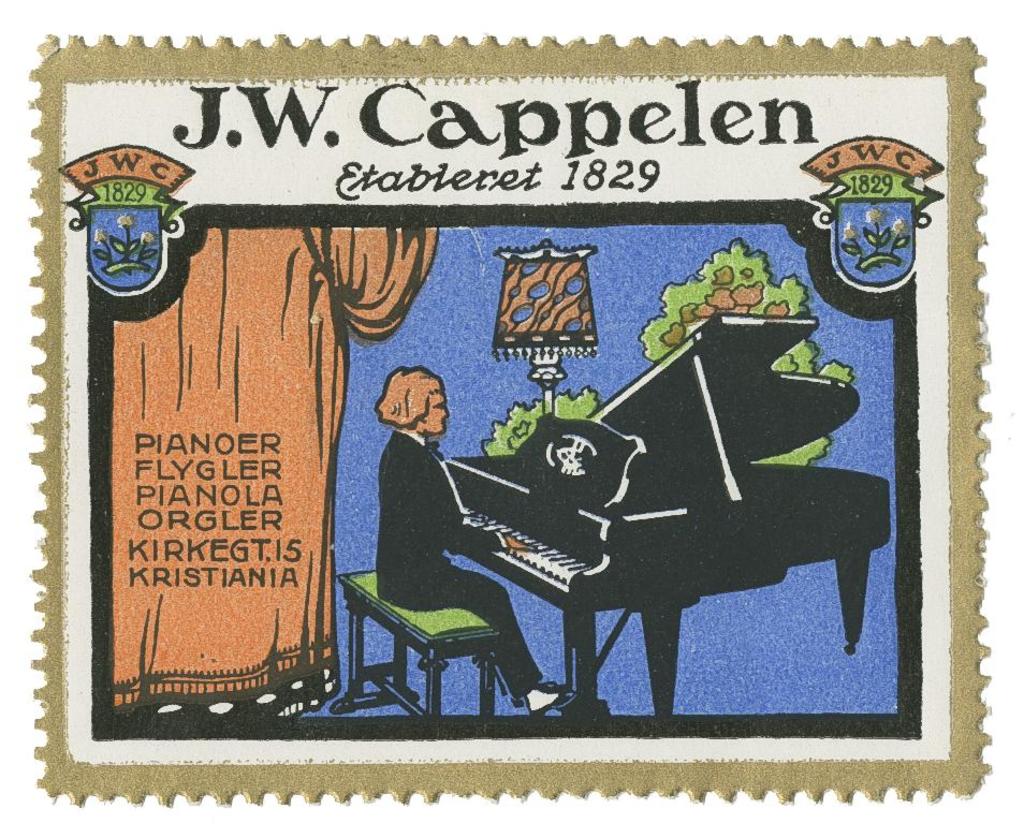 J.W. Cappelen
Etableret 1829
JWC
1829
JWC
1829
PIANOER
FLYGLER
PIANOLA
ORGLER
KIRKEGT.15
KRISTIANIA